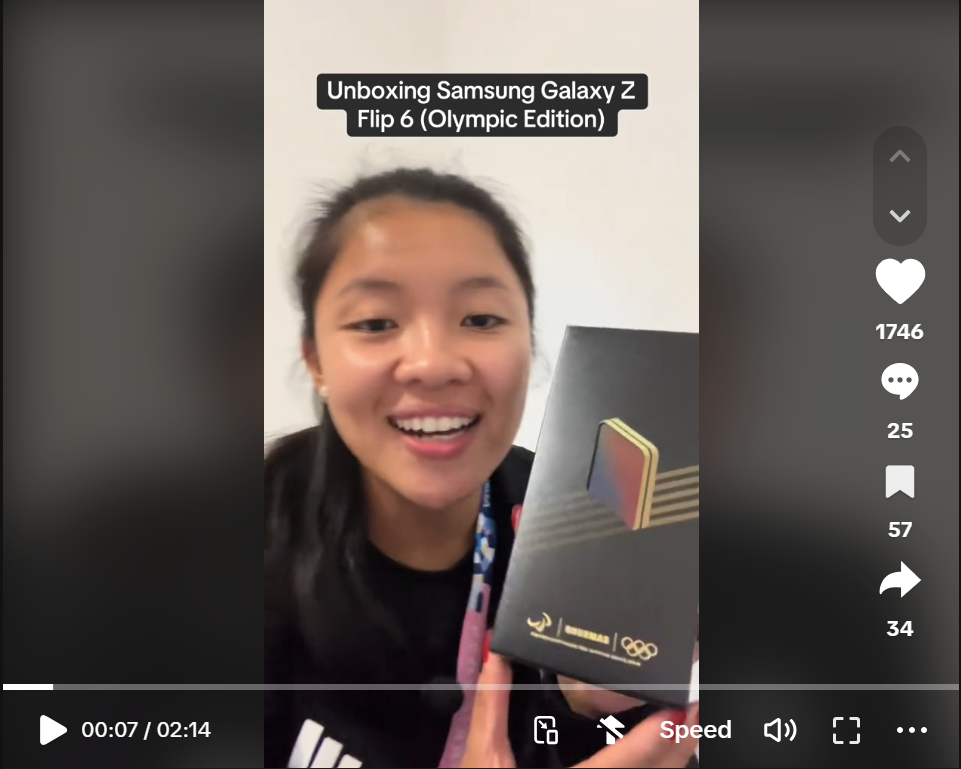 Unboxing Samsung Galaxy Z
Flip 6 (Olympic Edition)
1746
25
57
34
00:07 / 02:14
Speed